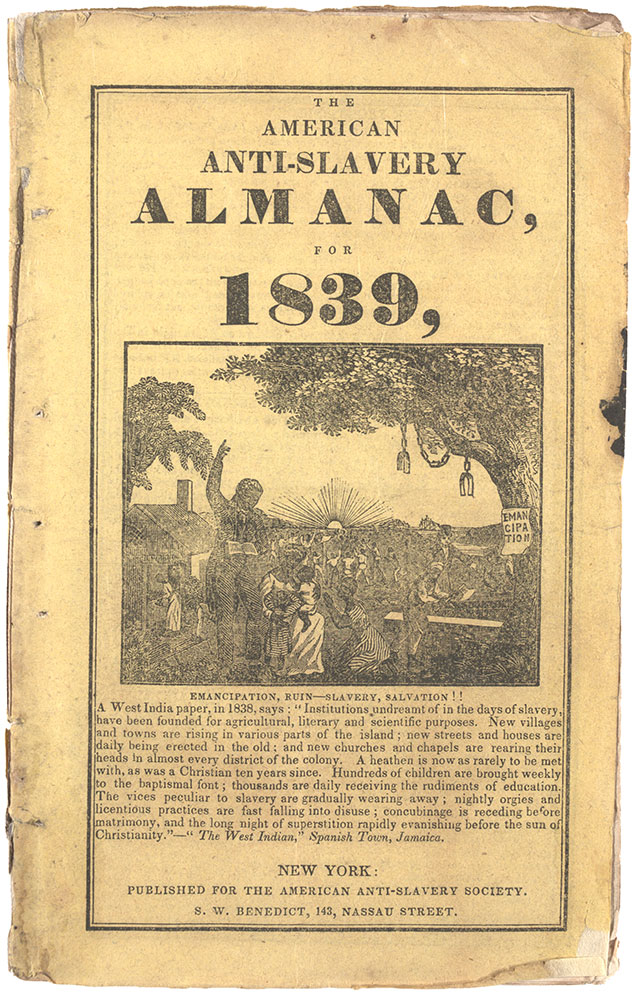 THE
AMERICAN
ANTI-SLAVERY
ALMANAC,
FOR
1839,
EMAN
CIPA
TION
EMANCIPATION, RUIN—SLAVERY, SALVATION!!
A West India paper, in 1838, says: "Institutions undreamt of in the days of slavery,
have been founded for agricultural, literary and scientific purposes. New villages
and towns are rising in various parts of the island; new streets and houses are
daily being erected in the old; and new churches and chapels are rearing their
heads in almost every district of the colony. A heathen is now as rarely to be met
with, as was a Christian ten years since. Hundreds of children are brought weekly
to the baptismal font; thousands are daily receiving the rudiments of education.
The vices peculiar to slavery are gradually wearing away; nightly orgies and
licentious practices are fast falling into disuse; concubinage is receding before
matrimony, and the long night of superstition rapidly evanishing before the sun of
Christianity."—"The West Indian," Spanish Town, Jamaica.
NEW YORK:
PUBLISHED FOR THE AMERICAN ANTI-SLAVERY SOCIETY.
S. W. BENEDICT, 143, NASSAU STREET.